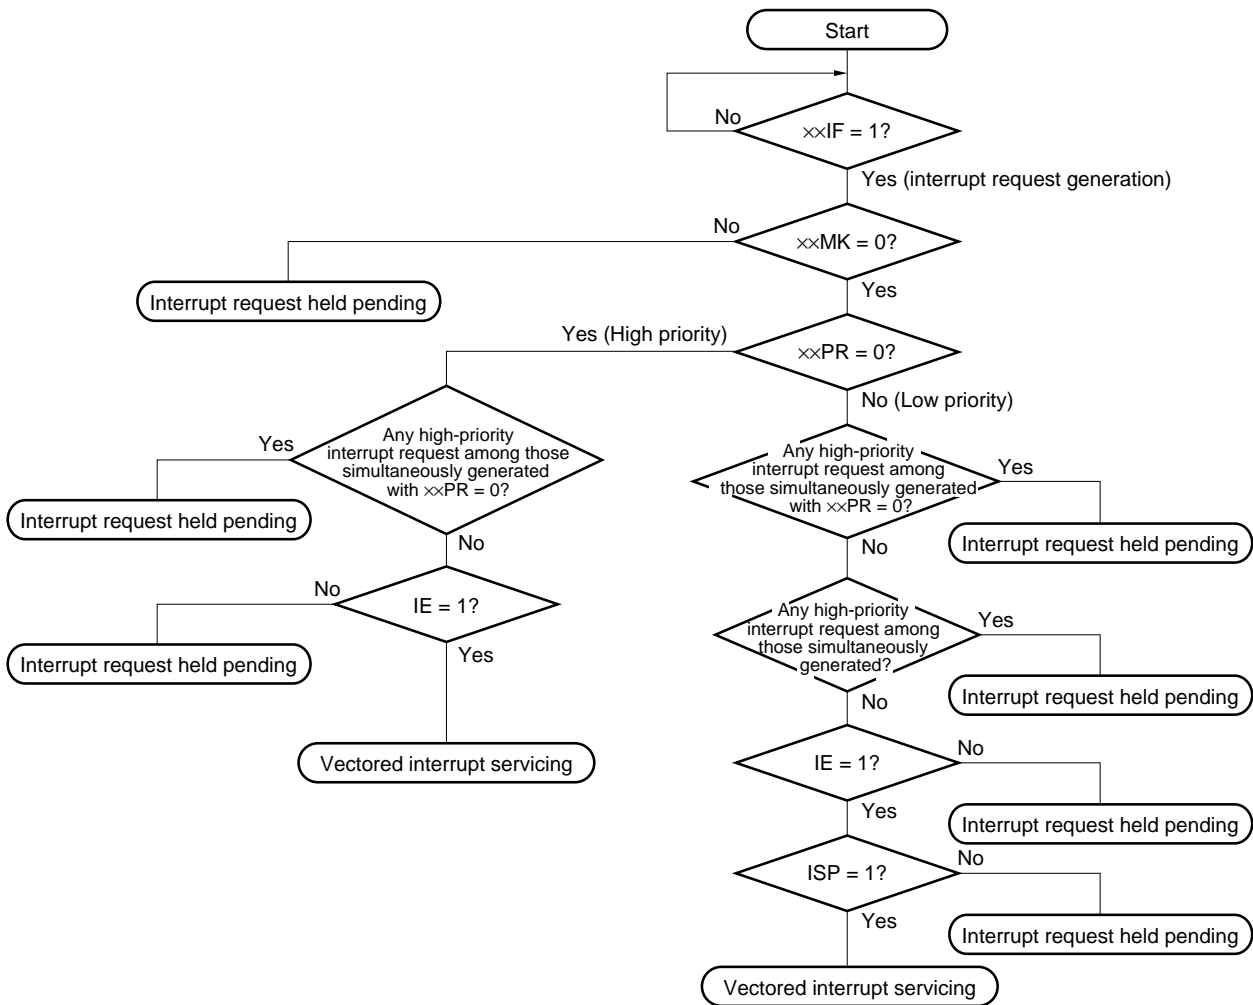 Start
No
××IF = 1?
Yes (interrupt request generation)
No
××MK = 0?
Interrupt request held pending
Yes
Yes (High priority)
××PR = 0?
No (Low priority)
Yes
Any high-priority
interrupt request among those
simultaneously generated
with ××PR = 0?
Any high-priority
interrupt request among
those simultaneously generated
with ××PR = 0?
Yes
Interrupt request held pending
Interrupt request held pending
No
No
No
IE = 1?
Any high-priority
interrupt request among
those simultaneously
generated?
Yes
Interrupt request held pending
Yes
Interrupt request held pending
No
Vectored interrupt servicing
IE = 1?
No
Yes
Interrupt request held pending
ISP = 1?
No
Yes
Interrupt request held pending
Vectored interrupt servicing